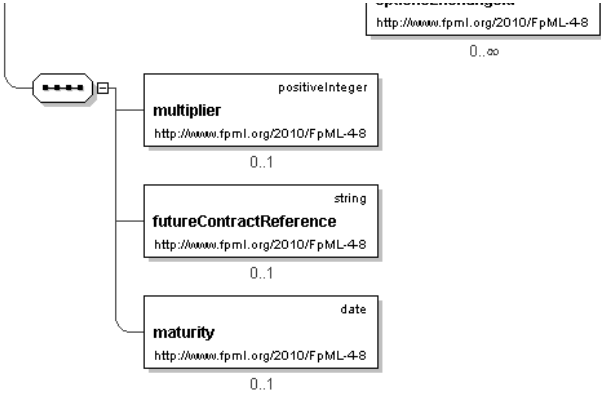 http://www.fpml.org/2010/FpML-4-8
0..∞
positiveInteger
multiplier
http://www.fpml.org/2010/FpML-4-8
0..1
string
futureContractReference
http://www.fpml.org/2010/FpML-4-8
0..1
date
maturity
http://www.fpml.org/2010/FpML-4-8
0..1